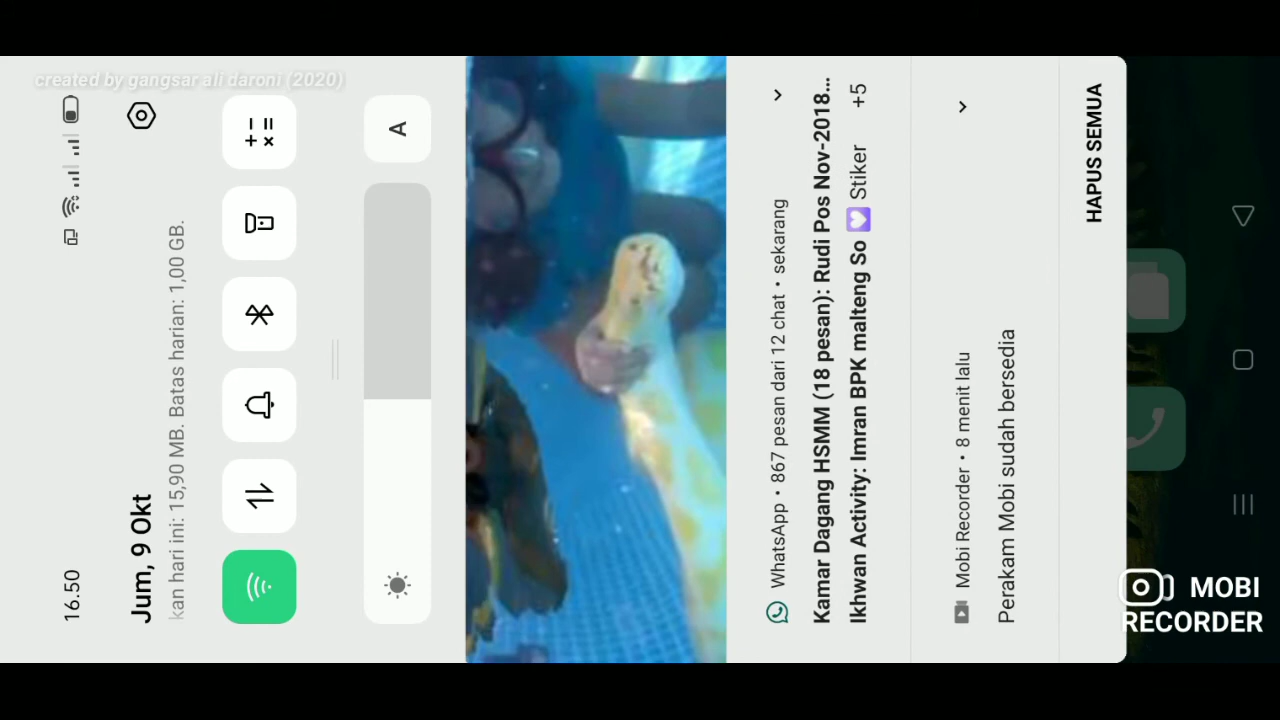 created by gangsar ali daroni (2020)
16.50
Jum, 9 Okt
kan hari ini: 15,90 MB. Batas harian: 1,00 GB.
A
WhatsApp • 867 pesan dari 12 chat • sekarang
Kamar Dagang HSMM (18 pesan): Rudi Pos Nov-2018...
Ikhwan Activity: Imran BPK malteng So 💟 Stiker +5
Mobi Recorder • 8 menit lalu
Perakam Mobi sudah bersedia
HAPUS SEMUA
MOBI
RECORDER